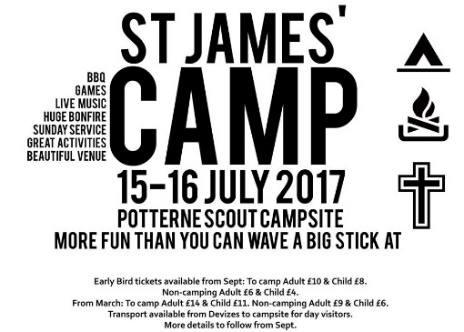 ST JAMES'
CAMP
BBQ
GAMES
LIVE MUSIC
HUGE BONFIRE
SUNDAY SERVICE
GREAT ACTIVITIES
BEAUTIFUL VENUE
15-16 JULY 2017
POTTERNE SCOUT CAMPSITE
MORE FUN THAN YOU CAN WAVE A BIG STICK AT
Early Bird tickets available from Sept: To camp Adult £10 & Child £8.
Non-camping Adult £6 & Child £4.
From March: To camp Adult £14 & Child £11. Non-camping Adult £9 & Child £6.
Transport available from Devizes to campsite for day visitors.
More details to follow from Sept.